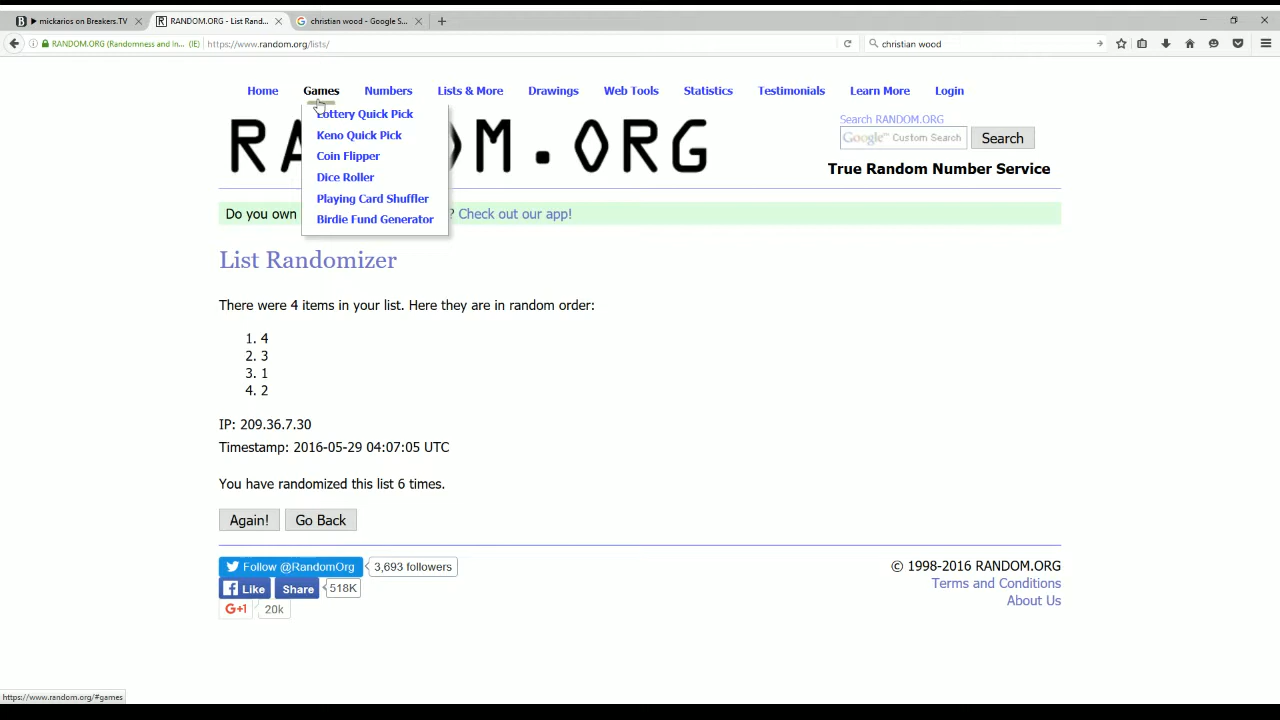 mickarios on Breakers.TV
RANDOM.ORG - List Rand...
christian wood - Google S...
RANDOM.ORG (Randomness and In... (IE)
https://www.random.org/lists/
christian wood
Home Games Numbers Lists & More Drawings Web Tools Statistics Testimonials Learn More Login
Lottery Quick Pick
Keno Quick Pick
Coin Flipper
Dice Roller
Playing Card Shuffler
Birdie Fund Generator
Search RANDOM.ORG
Google Custom Search
Search
RANDOM.ORG
True Random Number Service
Do you own ? Check out our app!
List Randomizer
There were 4 items in your list. Here they are in random order:
1. 4
2. 3
3. 1
4. 2
IP: 209.36.7.30
Timestamp: 2016-05-29 04:07:05 UTC
You have randomized this list 6 times.
Again! Go Back
Follow @RandomOrg 3,693 followers
Like Share 518K
G+1 20k
© 1998-2016 RANDOM.ORG
Terms and Conditions
About Us
https://www.random.org/#games